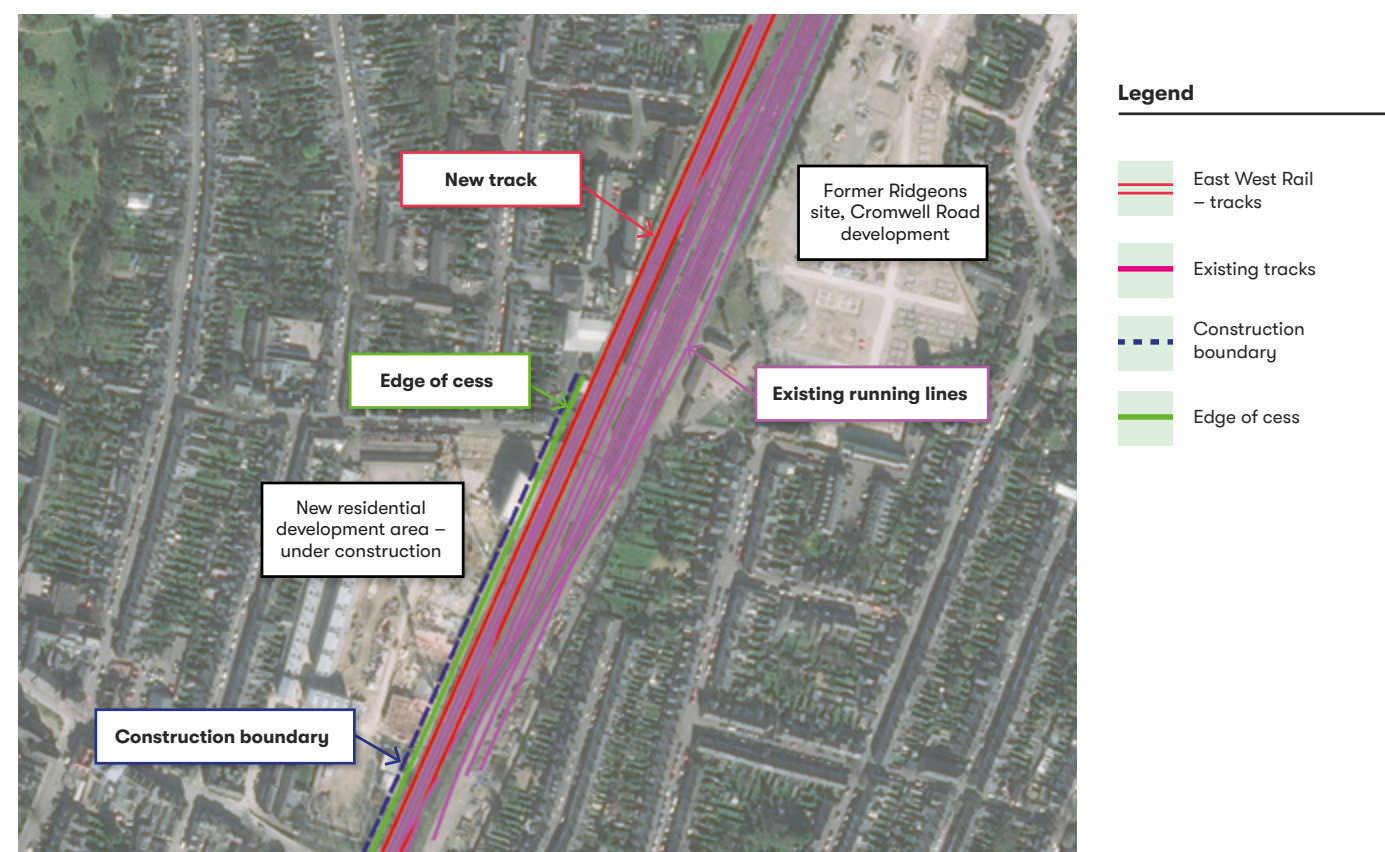 New track
Former Ridgeons
site, Cromwell Road
development
Edge of cess
Existing running lines
New residential
development area –
under construction
Construction boundary
Legend
East West Rail
– tracks
Existing tracks
Construction
boundary
Edge of cess